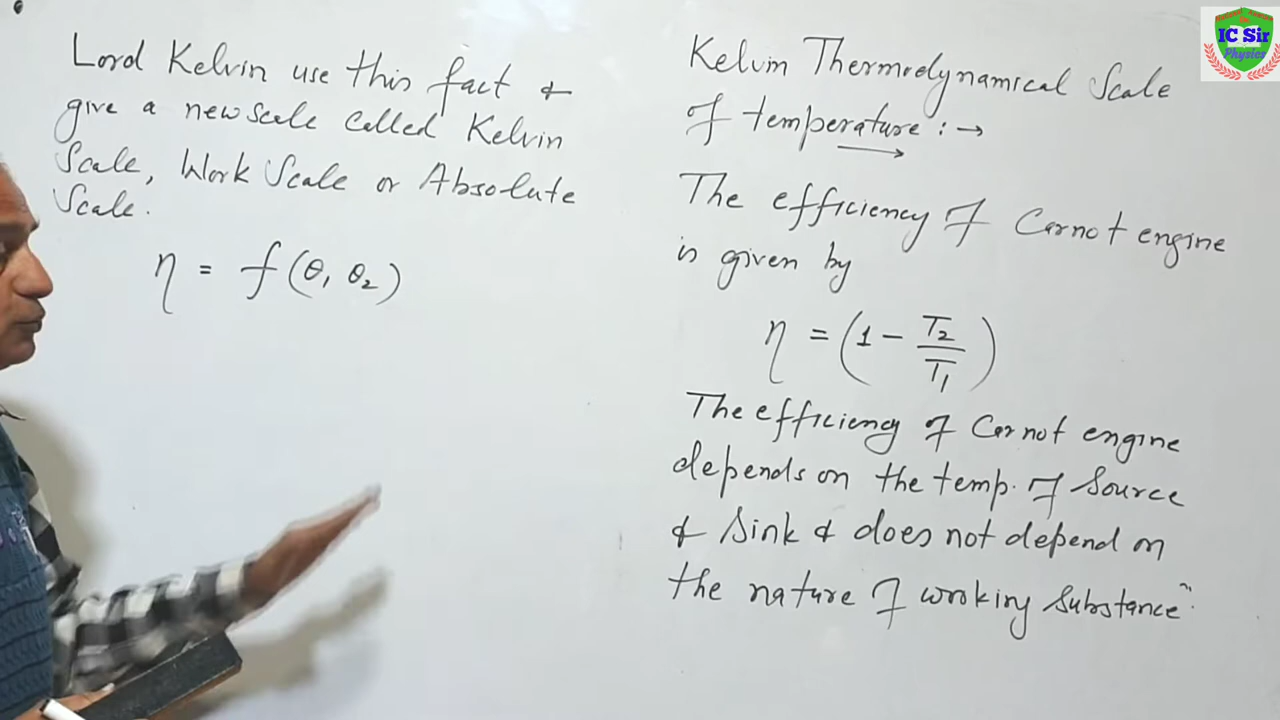 Lord Kelvin use this fact &
give a new scale called Kelvin
Scale, Work Scale or Absolute
Scale.
η = f(θ₁ θ₂)
Kelvin Thermodynamical Scale
of temperature :→
The efficiency of Carnot engine
is given by
η = (1 - T₂/T₁)
The efficiency of Carnot engine
depends on the temp. of Source
& Sink & does not depend on
the nature of working Substance".
IC Sir
Physics